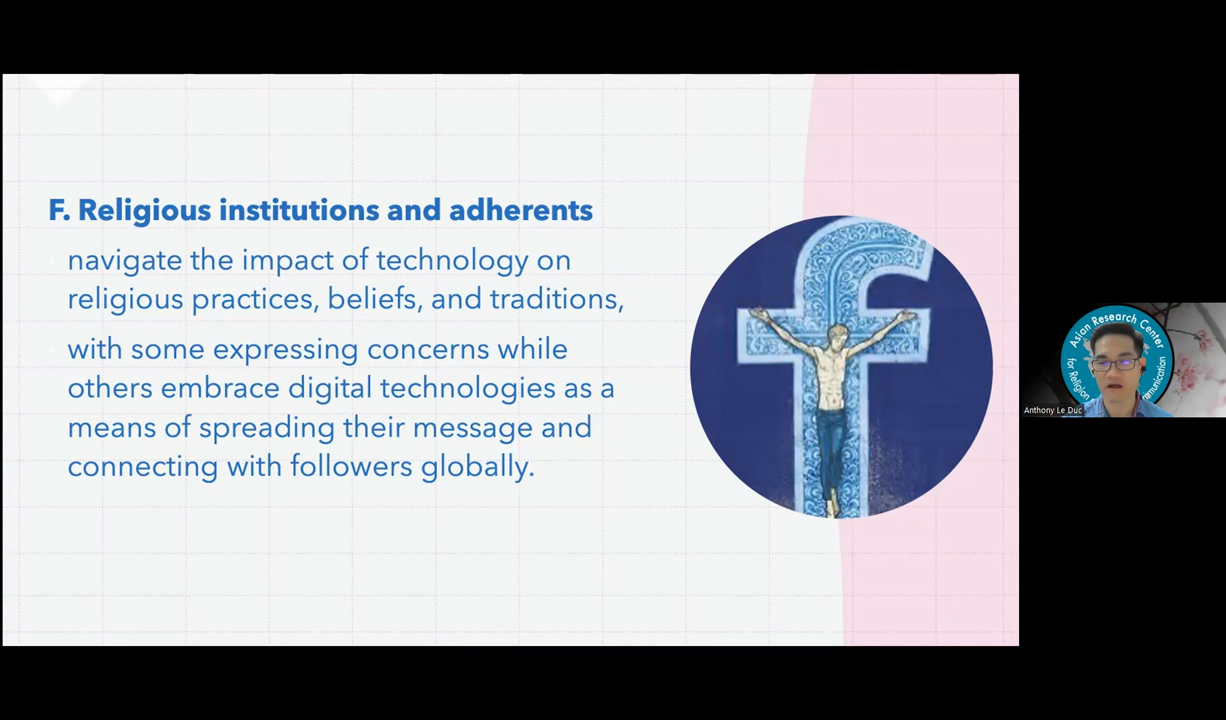 F. Religious institutions and adherents
navigate the impact of technology on
religious practices, beliefs, and traditions,
with some expressing concerns while
others embrace digital technologies as a
means of spreading their message and
connecting with followers globally.
f
Asian Research Center
for Religion
mmunication
Anthony Le Duc